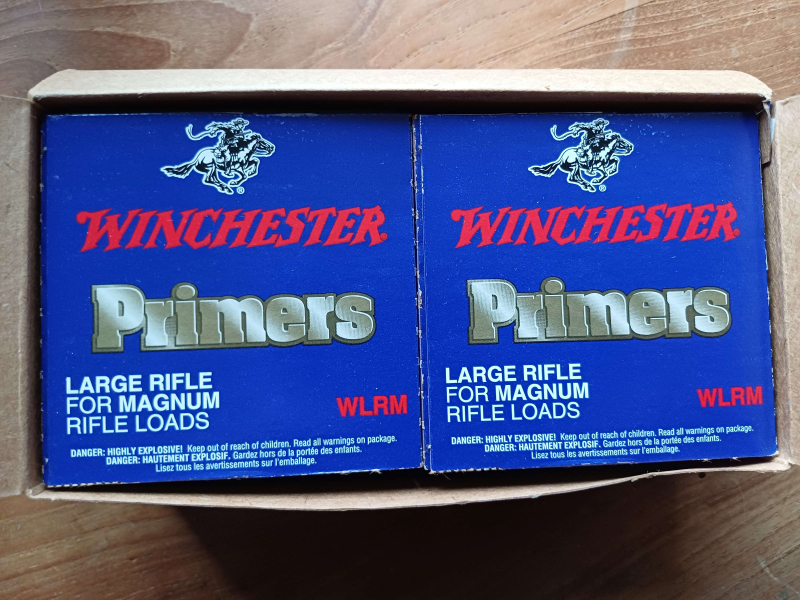 WINCHESTER
Primers
LARGE RIFLE
FOR MAGNUM
RIFLE LOADS
WLRM
DANGER: HIGHLY EXPLOSIVE! Keep out of reach of children. Read all warnings on package.
DANGER: HAUTEMENT EXPLOSIF. Gardez hors de la portée des enfants.
Lisez tous les avertissements sur l'emballage.
WINCHESTER
Primers
LARGE RIFLE
FOR MAGNUM
RIFLE LOADS
WLRM
DANGER: HIGHLY EXPLOSIVE! Keep out of reach of children. Read all warnings on package.
DANGER: HAUTEMENT EXPLOSIF. Gardez hors de la portée des enfants.
Lisez tous les avertissements sur l'emballage.